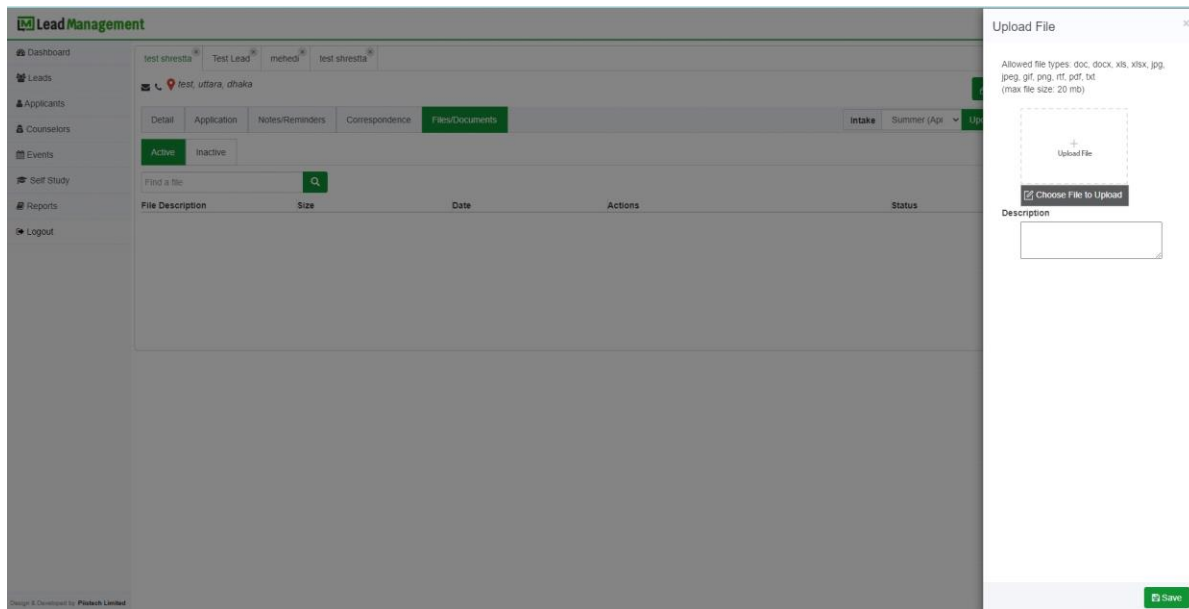 Lead Management
Dashboard
Leads
Applicants
Counselors
Events
Self Study
Reports
Logout
test shrestta Test Lead mehedi test shrestta
test, uttara, dhaka
Detail Application Notes/Reminders Correspondence Files/Documents Intake Summer (Apr
Active Inactive
Find a file
File Description Size Date Actions Status
Upload File
Allowed file types: doc, docx, xls, xlsx, jpg,
jpeg, gif, png, rtf, pdf, txt
(max file size: 20 mb)
+
Upload File
Choose File to Upload
Description
Save
Design & Developed by